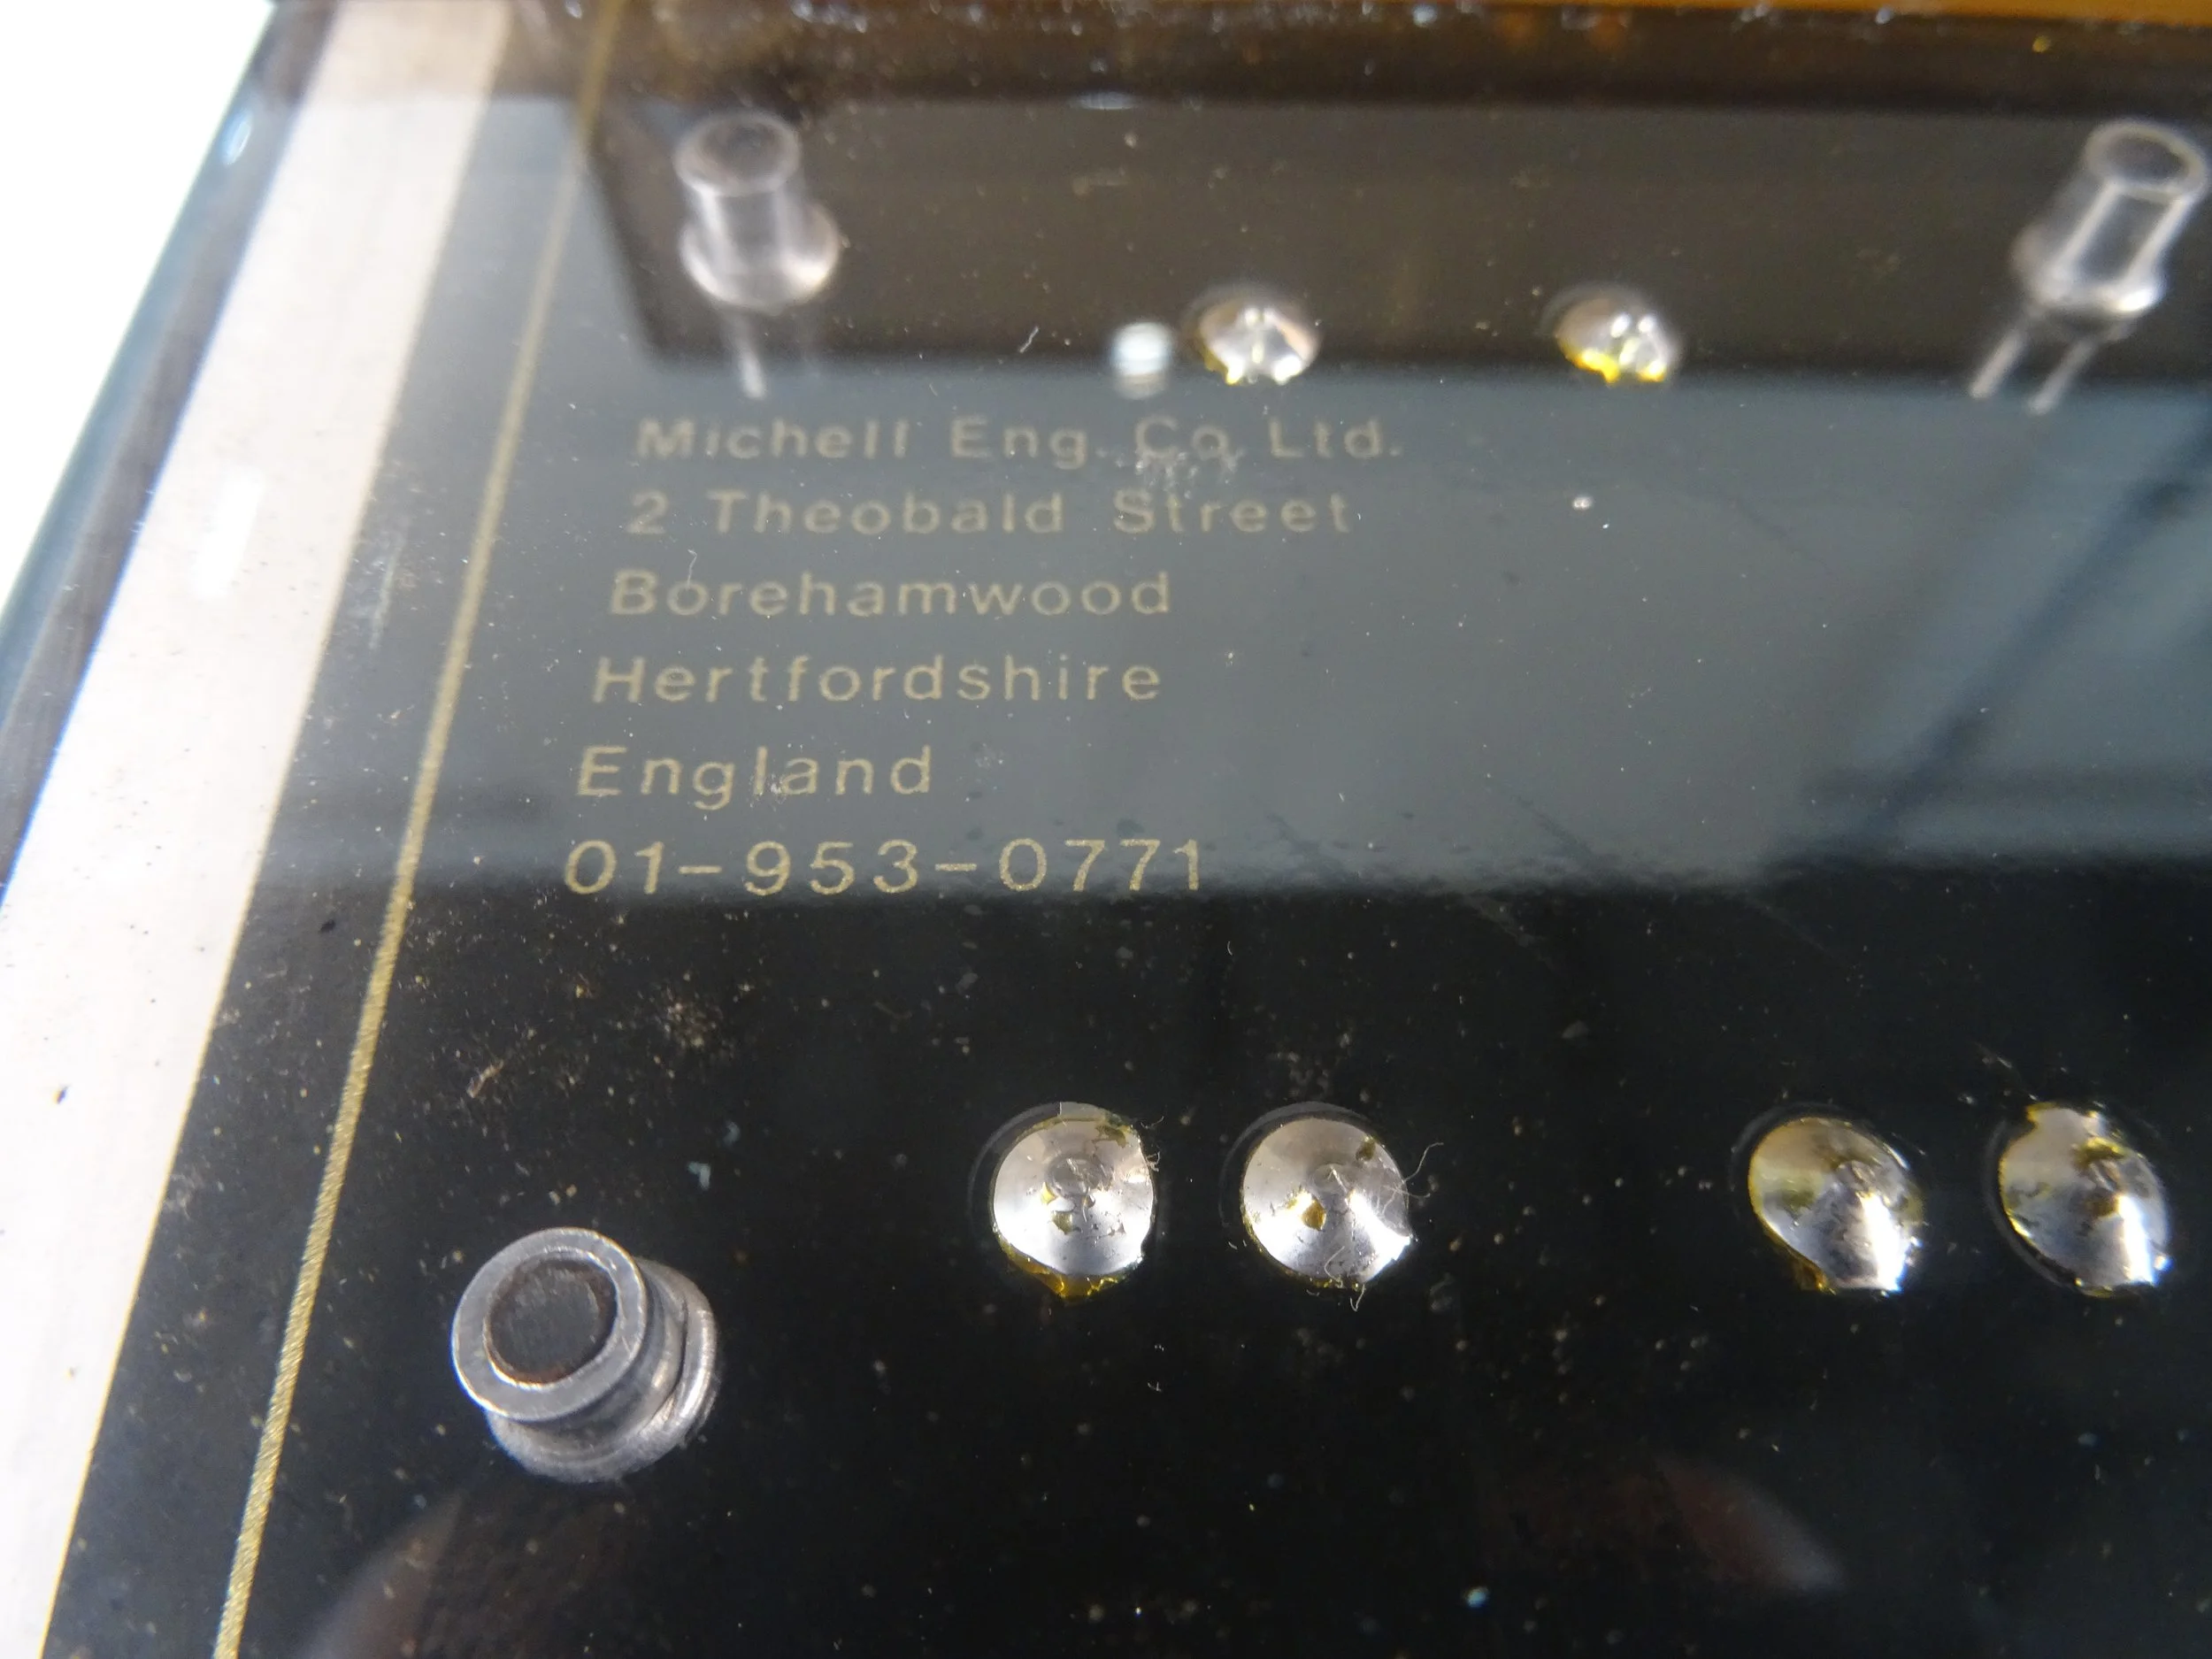 Michell Eng. Co. Ltd.
2 Theobald Street
Borehamwood
Hertfordshire
England
01-953-0771